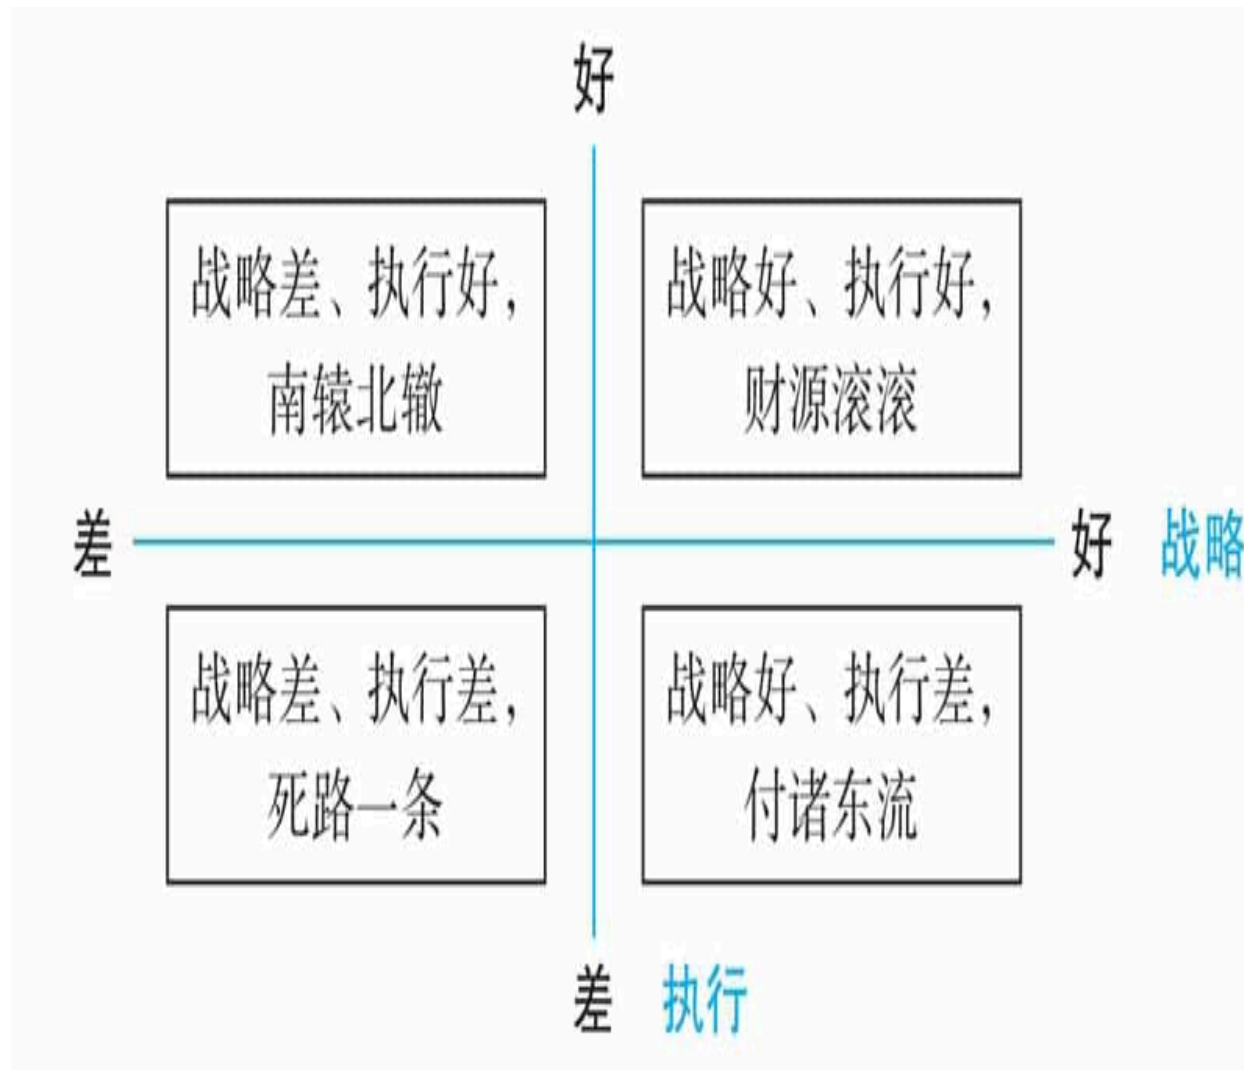 好
战略差、执行好，
南辕北辙
战略好、执行好，
财源滚滚
差
好
战略
战略差、执行差，
死路一条
战略好、执行差，
付诸东流
差
执行